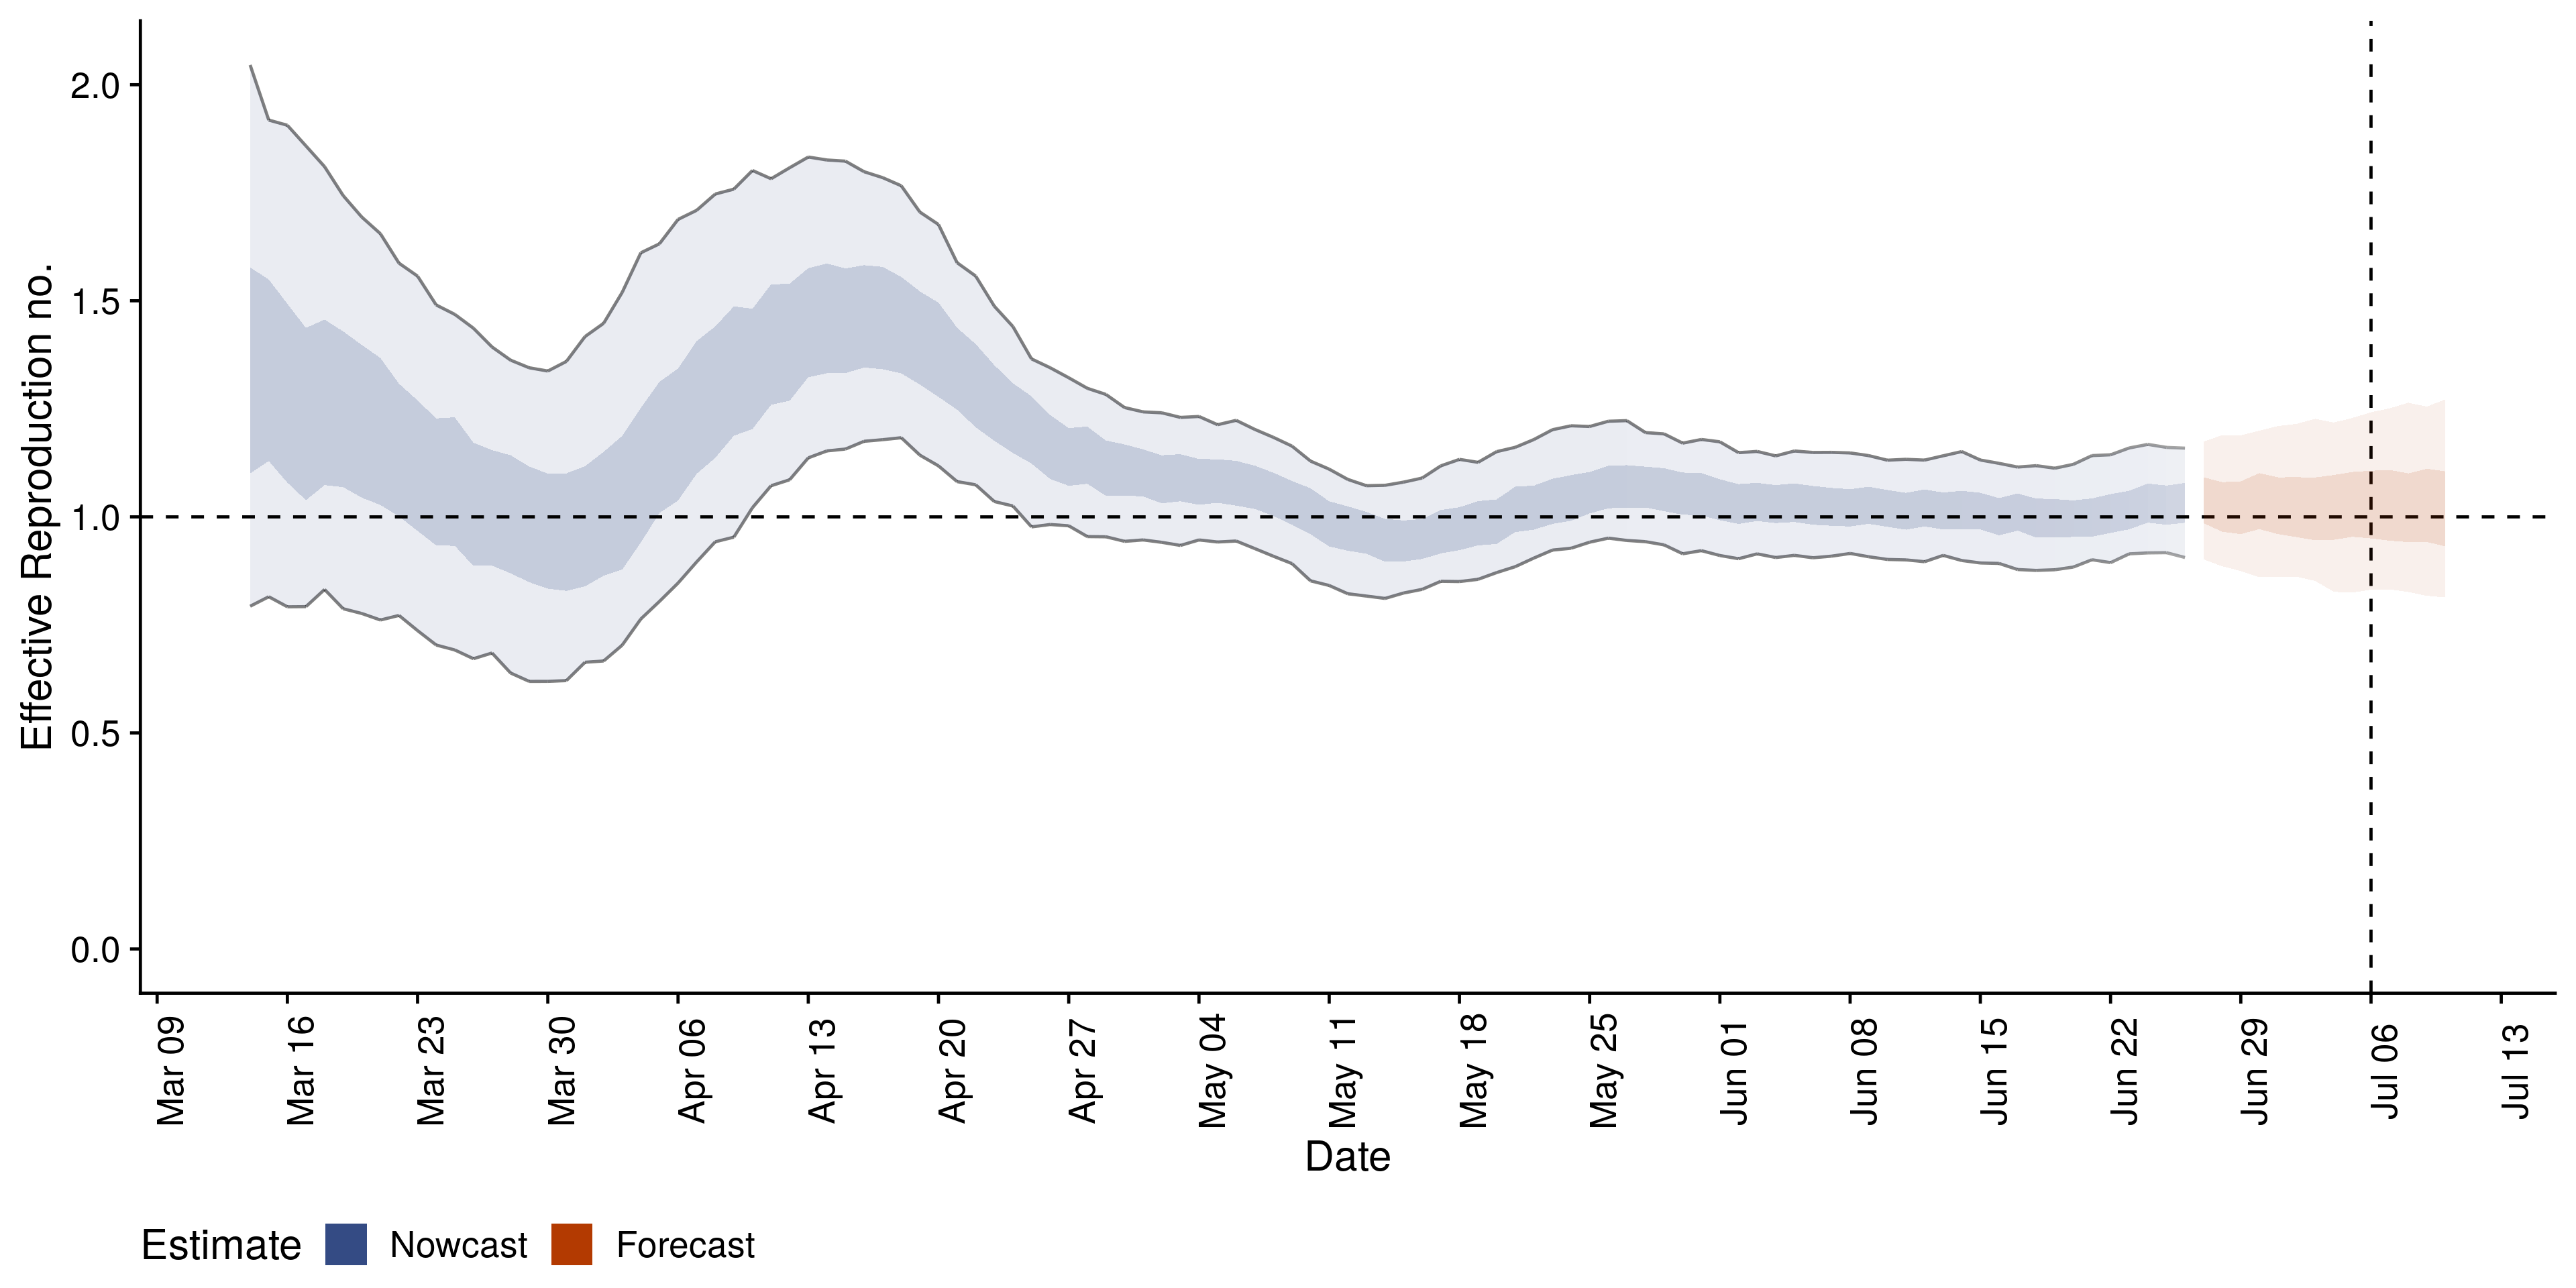 Effective Reproduction no.
2.0
1.5
1.0
0.5
0.0
Mar 09
Mar 16
Mar 23
Mar 30
Apr 06
Apr 13
Apr 20
Apr 27
May 04
May 11
May 18
May 25
Jun 01
Jun 08
Jun 15
Jun 22
Jun 29
Jul 06
Jul 13
Date
Estimate Nowcast Forecast